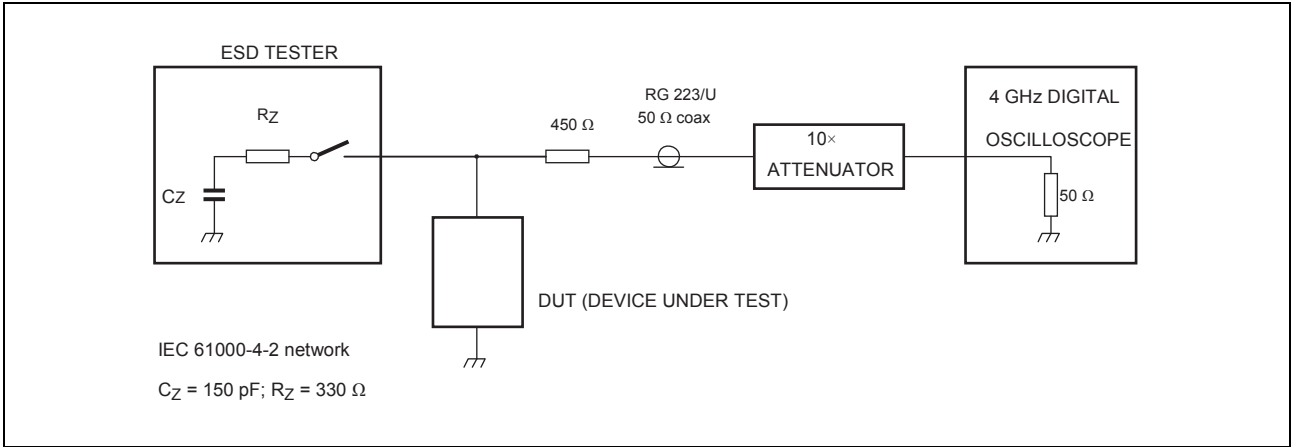 ESD TESTER
RZ
CZ
450 Ω
RG 223/U
50 Ω coax
10×
ATTENUATOR
4 GHz DIGITAL
OSCILLOSCOPE
50 Ω
DUT (DEVICE UNDER TEST)
IEC 61000-4-2 network
CZ = 150 pF; RZ = 330 Ω